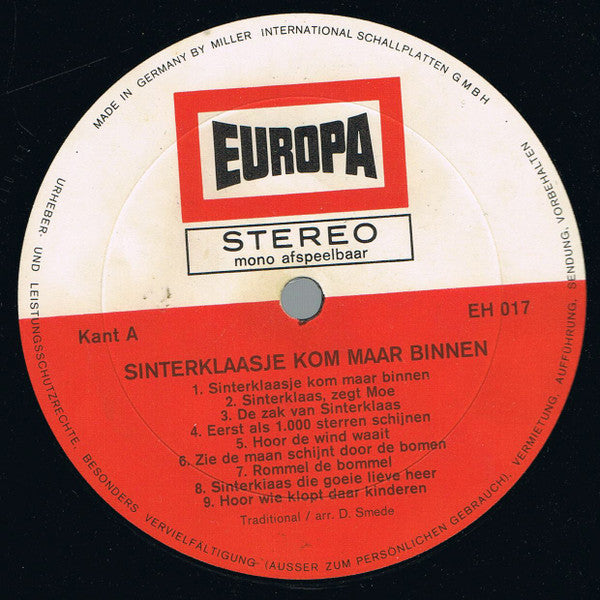 MADE IN GERMANY BY MILLER INTERNATIONAL SCHALLPLATTEN GMBH
EUROPA
STEREO
mono afspeelbaar
Kant A
EH 017
SINTERKLAASJE KOM MAAR BINNEN
1. Sinterklaasje kom maar binnen
2. Sinterklaas, zegt Moe
3. De zak van Sinterklaas
4. Eerst als 1.000 sterren schijnen
5. Hoor de wind waait
6. Zie de maan schijnt door de bomen
7. Rommel de bommel
8. Sinterklaas die goeie lieve heer
9. Hoor wie klopt daar kinderen
Traditional / arr. D. Smede
URHEBER- UND LEISTUNGSSCHUTZRECHTE, BESONDERS VERVIELFÄLTIGUNG (AUSSER ZUM PERSÖNLICHEN GEBRAUCH), VERMIETUNG, AUFFÜHRUNG, SENDUNG, VORBEHALTEN